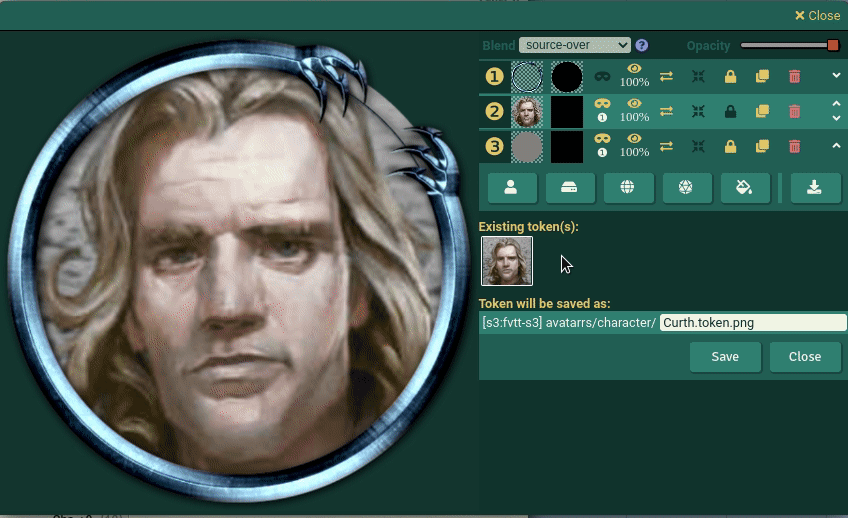 Close
Blend source-over ? Opacity
1 100%
2 1 100%
3 1 100%
Existing token(s):
Token will be saved as:
[s3:fvtt-s3] avatarrs/character/ Curth.token.png
Save Close